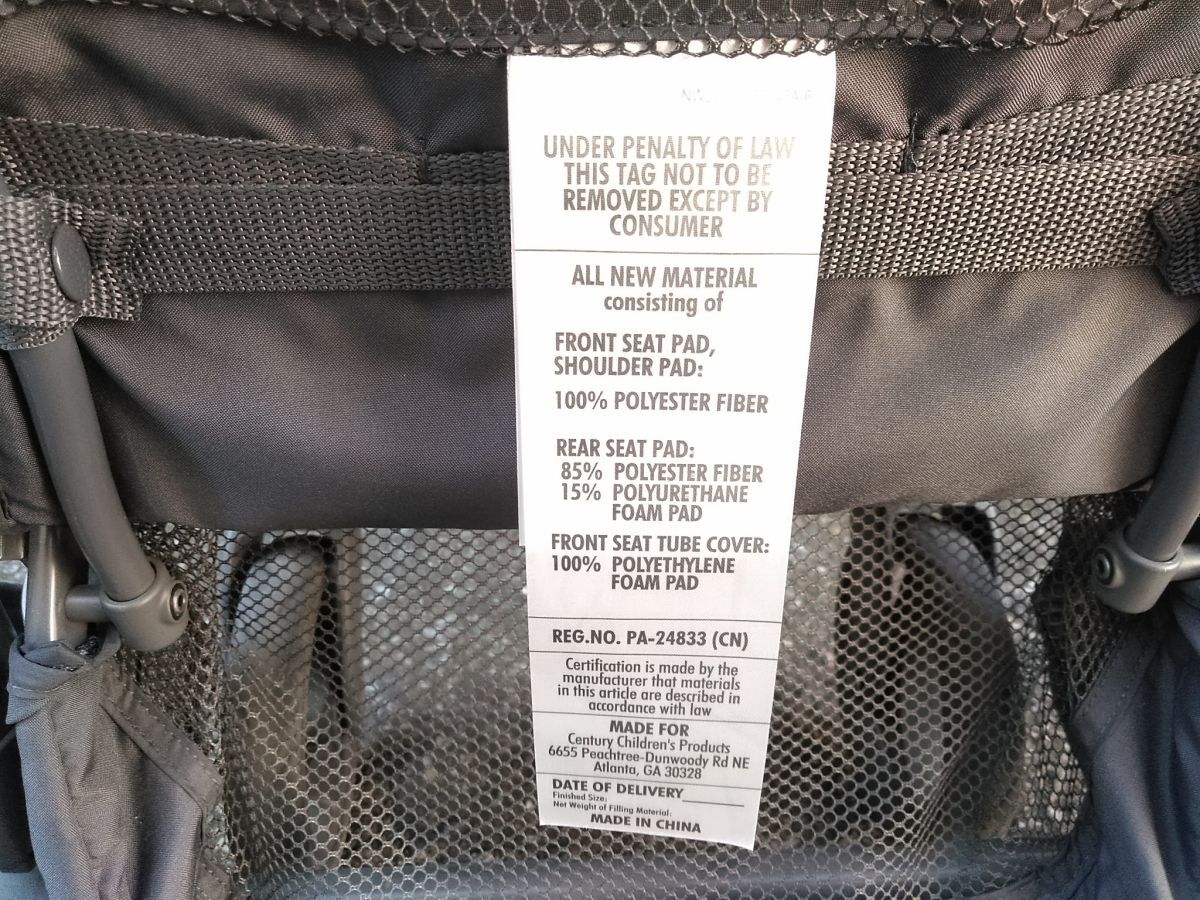 UNDER PENALTY OF LAW
THIS TAG NOT TO BE
REMOVED EXCEPT BY
CONSUMER
ALL NEW MATERIAL
consisting of
FRONT SEAT PAD,
SHOULDER PAD:
100% POLYESTER FIBER
REAR SEAT PAD:
85% POLYESTER FIBER
15% POLYURETHANE
FOAM PAD
FRONT SEAT TUBE COVER:
100% POLYETHYLENE
FOAM PAD
REG.NO. PA-24833 (CN)
Certification is made by the
manufacturer that materials
in this article are described in
accordance with law
MADE FOR
Century Children's Products
6655 Peachtree-Dunwoody Rd NE
Atlanta, GA 30328
DATE OF DELIVERY
Finished Size:
Net Weight of Filling Material:
MADE IN CHINA